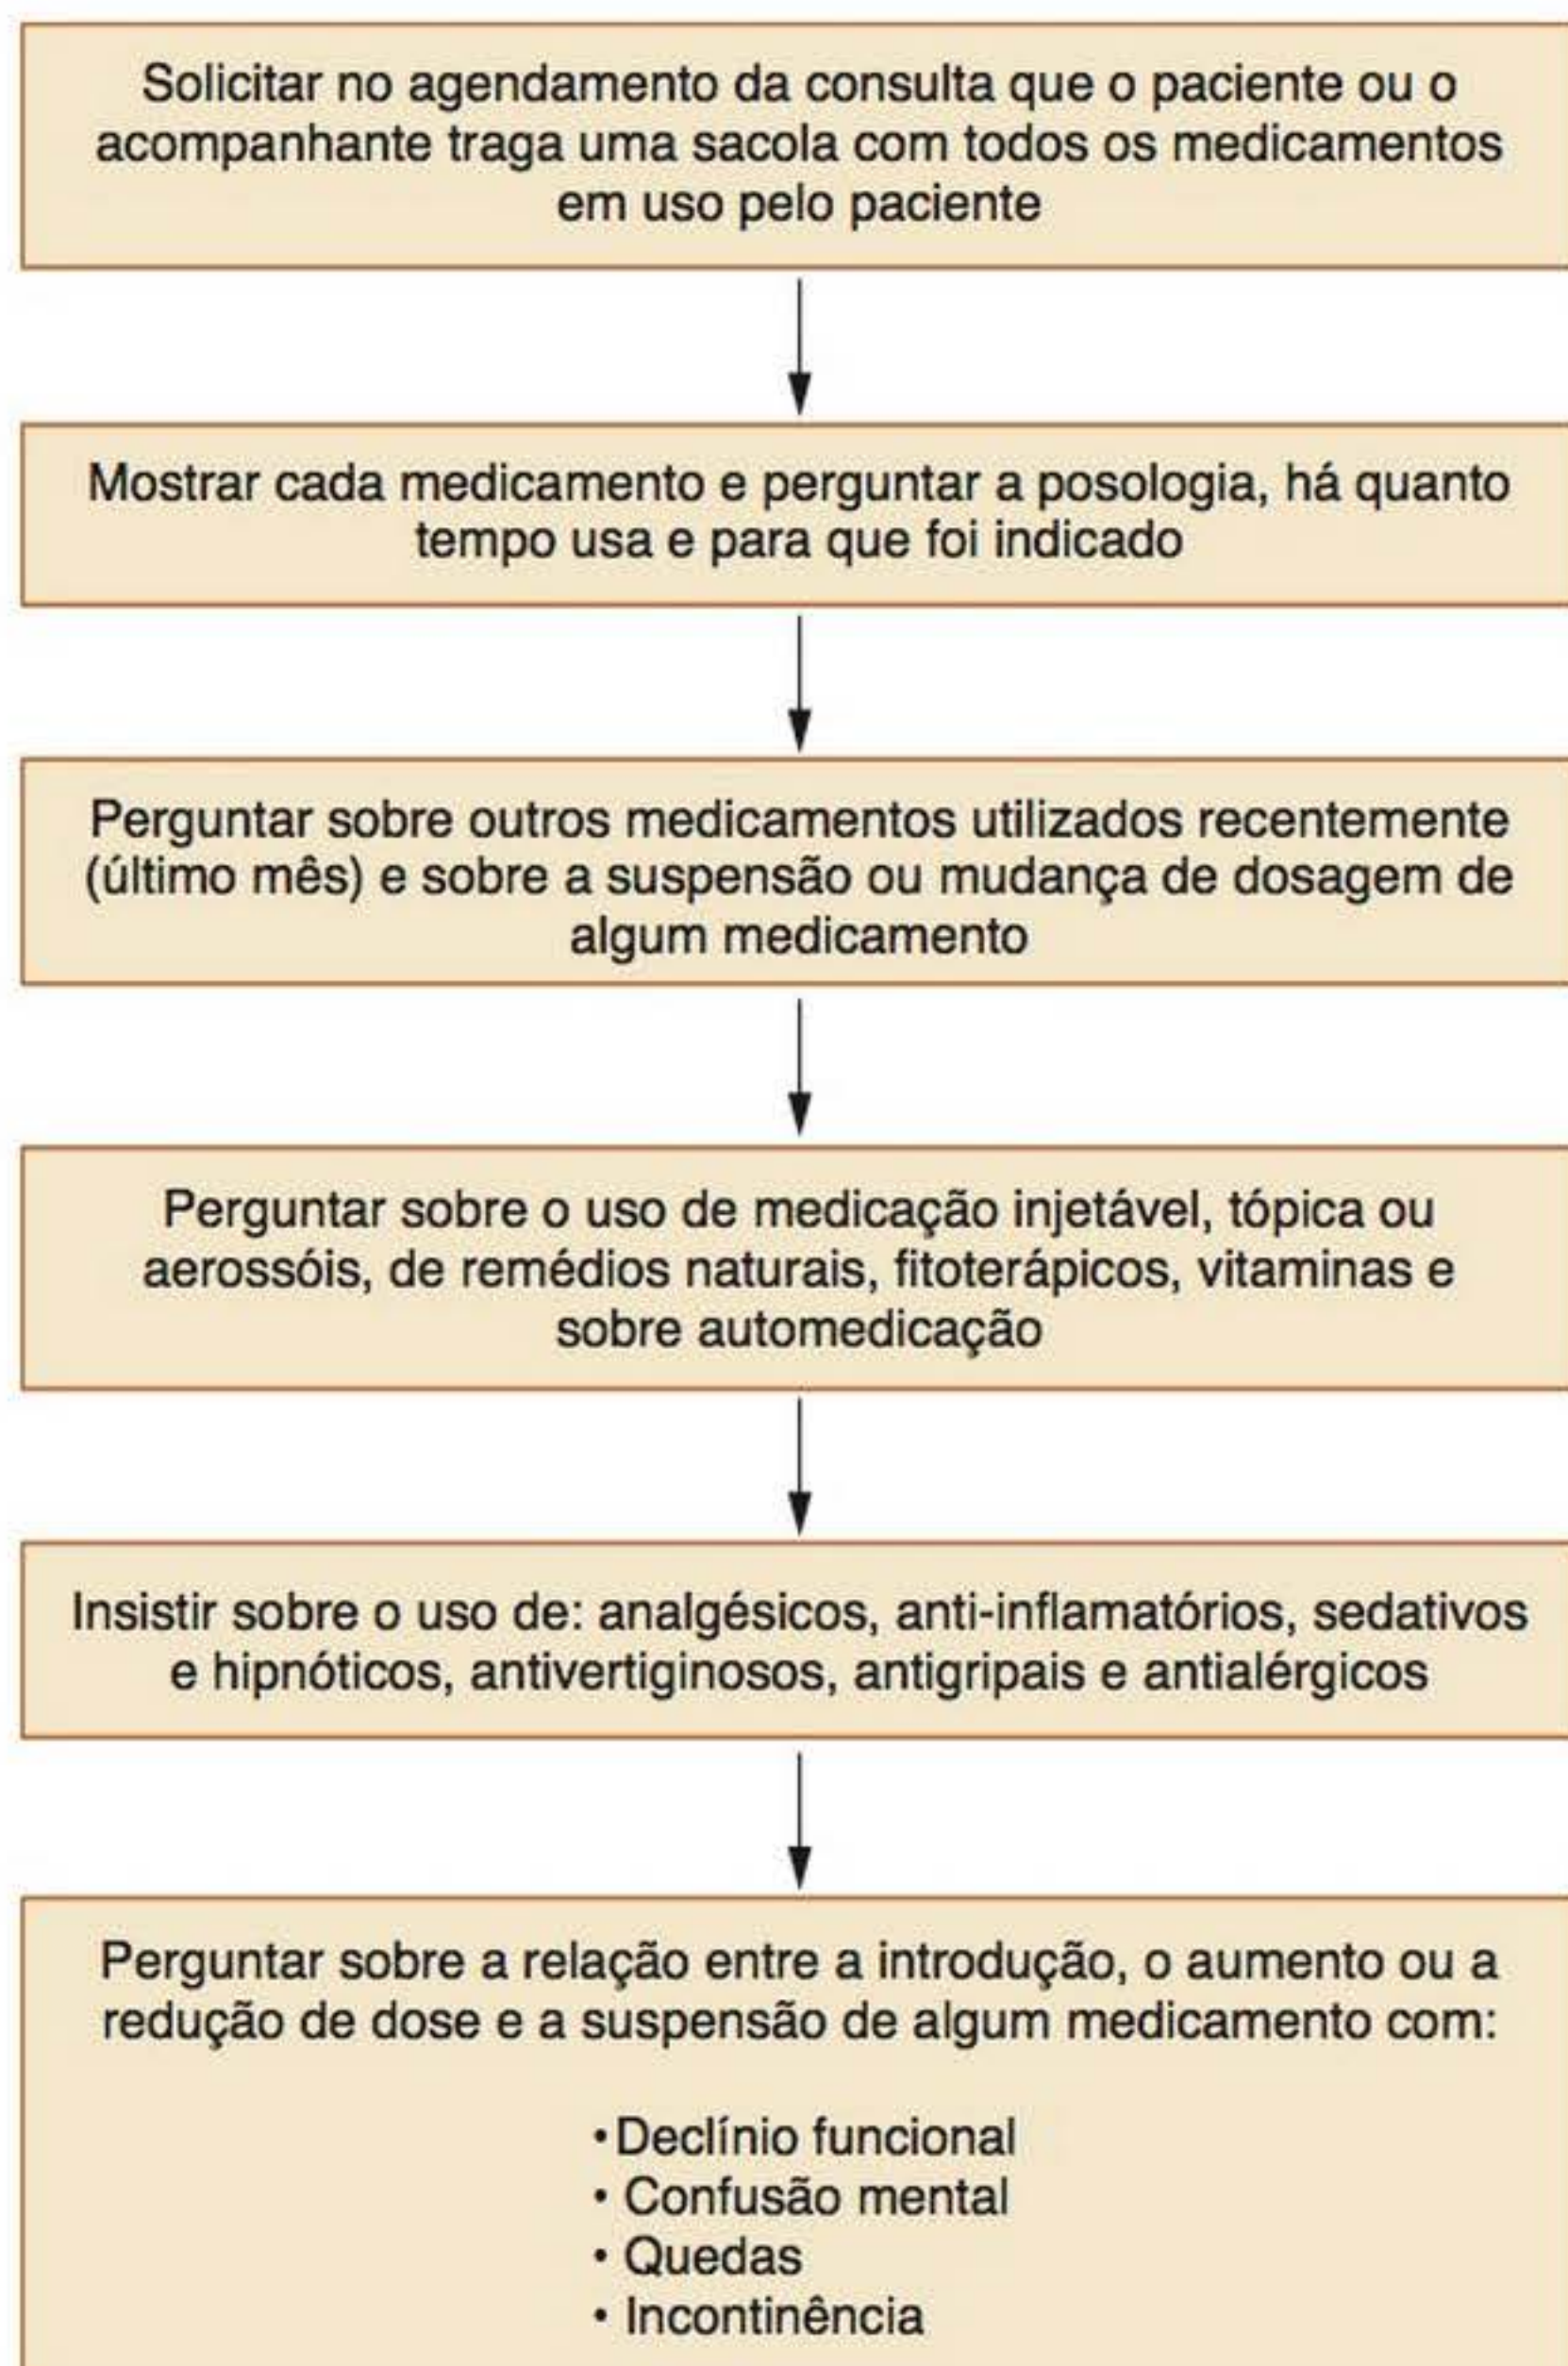 Solicitar no agendamento da consulta que o paciente ou o
acompanhante traga uma sacola com todos os medicamentos
em uso pelo paciente
Mostrar cada medicamento e perguntar a posologia, há quanto
tempo usa e para que foi indicado
Perguntar sobre outros medicamentos utilizados recentemente
(último mês) e sobre a suspensão ou mudança de dosagem de
algum medicamento
Perguntar sobre o uso de medicação injetável, tópica ou
aerossóis, de remédios naturais, fitoterápicos, vitaminas e
sobre automedicação
Insistir sobre o uso de: analgésicos, anti-inflamatórios, sedativos
e hipnóticos, antivertiginosos, antigripais e antialérgicos
Perguntar sobre a relação entre a introdução, o aumento ou a
redução de dose e a suspensão de algum medicamento com:
• Declínio funcional
• Confusão mental
• Quedas
• Incontinência